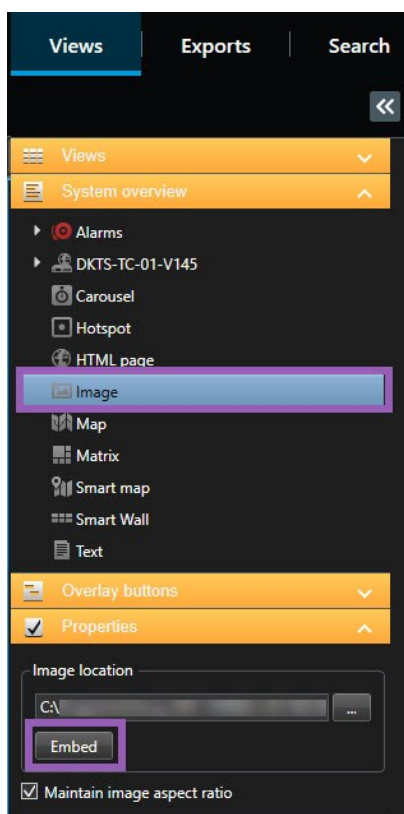 Views Exports Search
Views
System overview
Alarms
DKTS-TC-01-V145
Carousel
Hotspot
HTML page
Image
Map
Matrix
Smart map
Smart Wall
Text
Overlay buttons
Properties
Image location
C:\
...
Embed
Maintain image aspect ratio